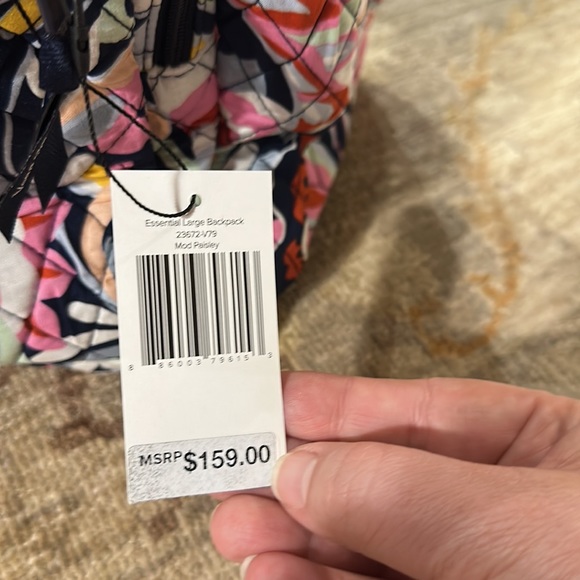 Essential Large Backpack
23672-V79
Mod Paisley
8 86003 79615 3
MSRP $159.00